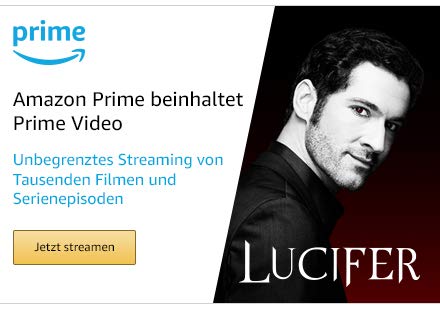 prime
Amazon Prime beinhaltet
Prime Video
Unbegrenztes Streaming von
Tausenden Filmen und
Serienepisoden
Jetzt streamen
LUCIFER